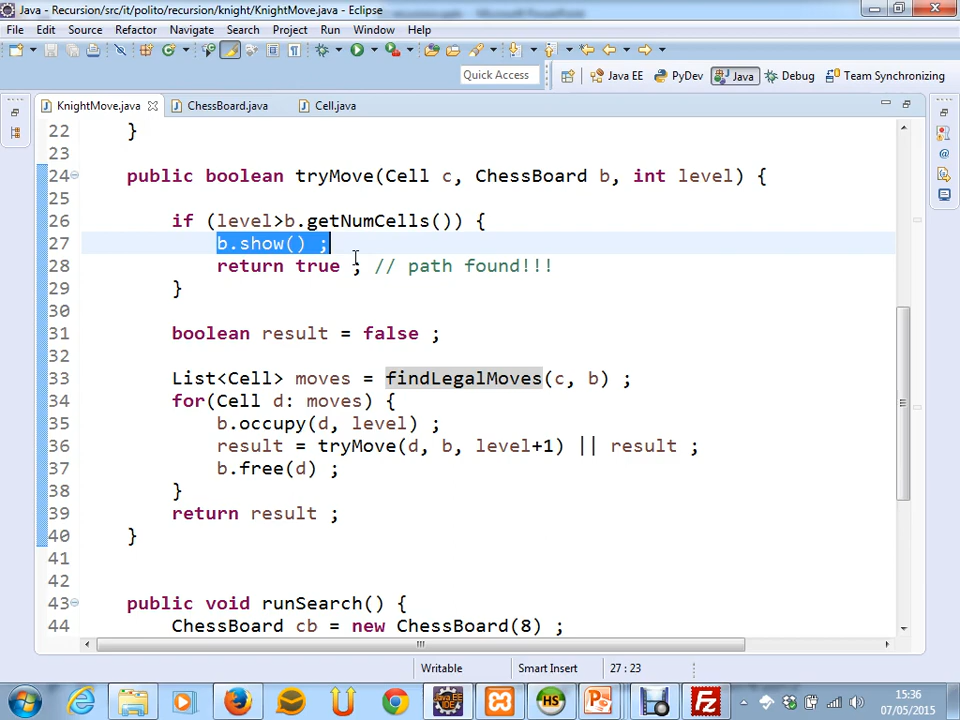 Java - Recursion/src/it/polito/recursion/knight/KnightMove.java - Eclipse
File Edit Source Refactor Navigate Search Project Run Window Help
Quick Access Java EE PyDev Java Debug Team Synchronizing
KnightMove.java ChessBoard.java Cell.java
22 }
23
24 public boolean tryMove(Cell c, ChessBoard b, int level) {
25
26 if (level>b.getNumCells()) {
27 b.show() ;
28 return true ; // path found!!!
29 }
30
31 boolean result = false ;
32
33 List<Cell> moves = findLegalMoves(c, b) ;
34 for(Cell d: moves) {
35 b.occupy(d, level) ;
36 result = tryMove(d, b, level+1) || result ;
37 b.free(d) ;
38 }
39 return result ;
40 }
41
42
43 public void runSearch() {
44 ChessBoard cb = new ChessBoard(8) ;
Writable Smart Insert 27 : 23
15:36
07/05/2015